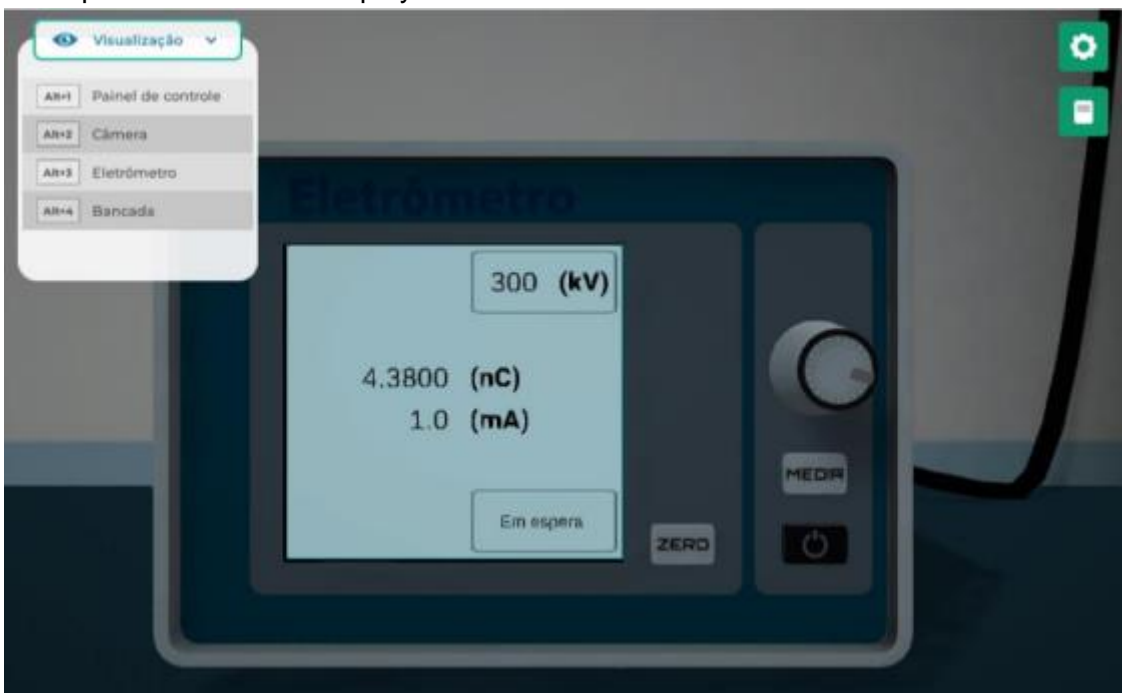 Visualização
Alt+1 Painel de controle
Alt+2 Câmera
Alt+3 Eletrômetro
Alt+4 Bancada
Eletrômetro
300 (kV)
4.3800 (nC)
1.0 (mA)
Em espera
ZERO
MEDIR